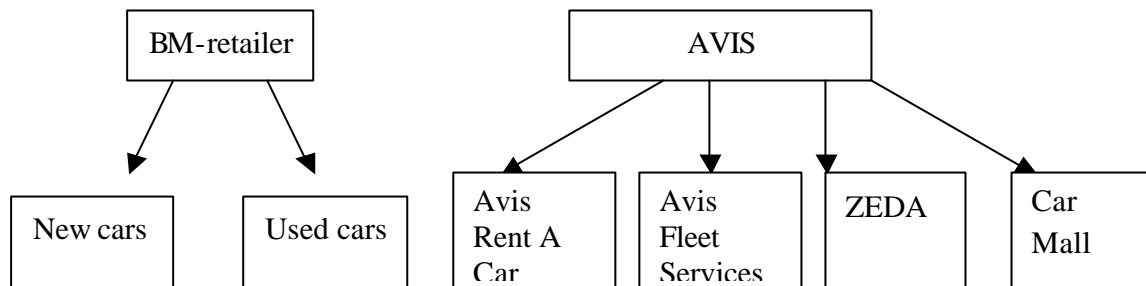 BM-retailer
AVIS
New cars
Used cars
Avis
Rent A
Car
Avis
Fleet
Services
ZEDA
Car
Mall